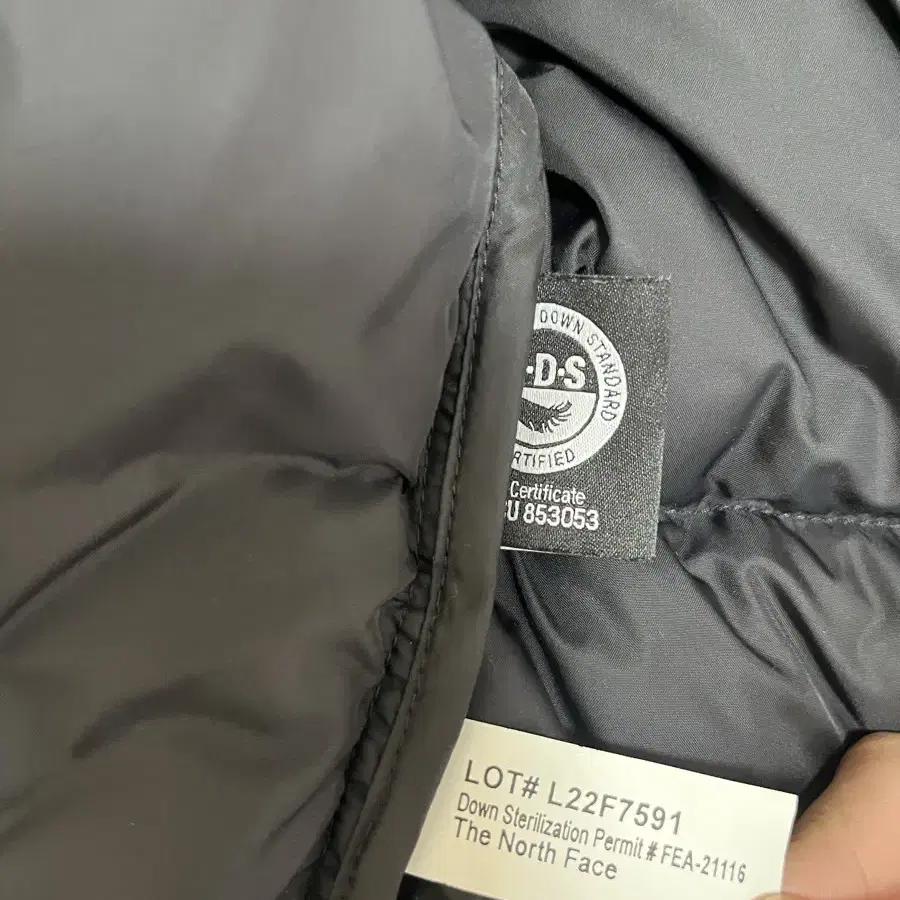 DOWN STANDARD
·D·S
RTIFIED
Certificate
U 853053
LOT# L22F7591
Down Sterilization Permit # FEA-21116
The North Face